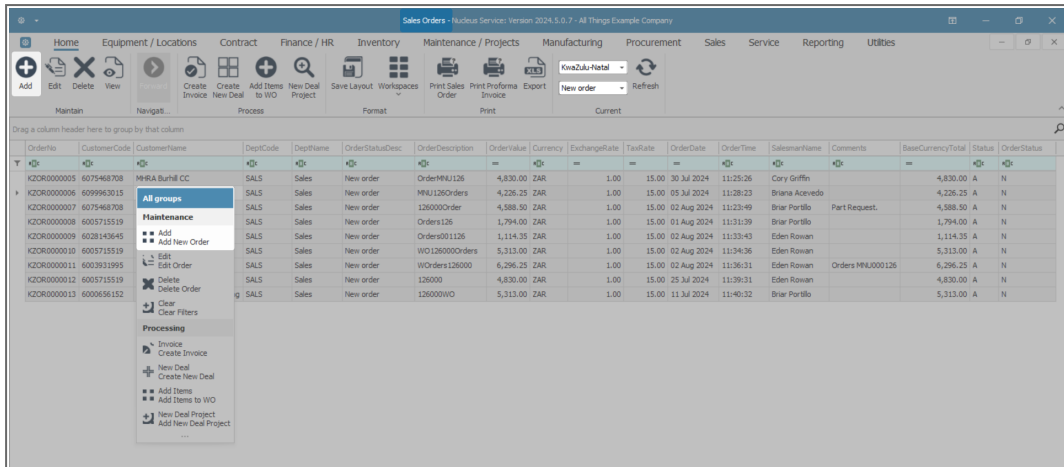 Sales Orders - Nucleus Service: Version 2024.5.0.7 - All Things Example Company
Home Equipment / Locations Contract Finance / HR Inventory Maintenance / Projects Manufacturing Procurement Sales Service Reporting Utilities
Add Edit Delete View Forward Create Invoice Create New Deal Add Items to WO New Deal Project Save Layout Workspaces Print Sales Order Print Proforma Invoice Export KwaZulu-Natal New order Refresh
Maintain Navigati... Process Format Print Current
Drag a column header here to group by that column
OrderNo CustomerCode CustomerName DeptCode DeptName OrderStatusDesc OrderDescription OrderValue Currency ExchangeRate TaxRate OrderDate OrderTime SalesmanName Comments BaseCurrencyTotal Status OrderStatus
KZOR0000005 6075468708 MHRA Burhill CC SALS Sales New order OrderMNU126 4,830.00 ZAR 1.00 15.00 30 Jul 2024 11:25:26 Cory Griffin 4,830.00 A N
KZOR0000006 6099963015 SALS Sales New order MNU126Orders 4,226.25 ZAR 1.00 15.00 05 Jul 2024 11:28:23 Briana Acevedo 4,226.25 A N
KZOR0000007 6075468708 SALS Sales New order 126000Order 4,588.50 ZAR 1.00 15.00 02 Aug 2024 11:23:49 Briar Portillo Part Request. 4,588.50 A N
KZOR0000008 6005715519 SALS Sales New order Orders126 1,794.00 ZAR 1.00 15.00 01 Aug 2024 11:31:39 Briar Portillo 1,794.00 A N
KZOR0000009 6028143645 SALS Sales New order Orders001126 1,114.35 ZAR 1.00 15.00 02 Aug 2024 11:33:43 Eden Rowan 1,114.35 A N
KZOR0000010 6005715519 SALS Sales New order WO126000Orders 5,313.00 ZAR 1.00 15.00 02 Aug 2024 11:34:36 Eden Rowan 5,313.00 A N
KZOR0000011 6003931995 SALS Sales New order WOrders126000 6,296.25 ZAR 1.00 15.00 02 Aug 2024 11:36:31 Eden Rowan Orders MNU000126 6,296.25 A N
KZOR0000012 6005715519 SALS Sales New order 126000 4,830.00 ZAR 1.00 15.00 25 Jul 2024 11:39:31 Eden Rowan 4,830.00 A N
KZOR0000013 6000656152 g SALS Sales New order 126000WO 5,313.00 ZAR 1.00 15.00 11 Jul 2024 11:40:32 Briar Portillo 5,313.00 A N
All groups
Maintenance
Add
Add New Order
Edit
Edit Order
Delete
Delete Order
Clear
Clear Filters
Processing
Invoice
Create Invoice
New Deal
Create New Deal
Add Items
Add Items to WO
New Deal Project
Add New Deal Project
...